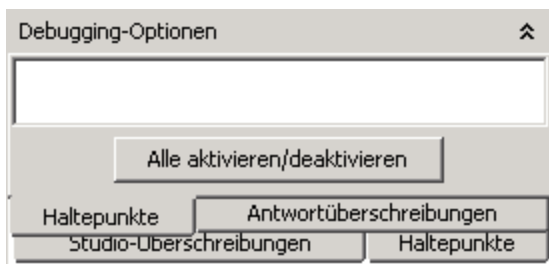 Debugging-Optionen
Alle aktivieren/deaktivieren
Haltepunkte
Antwortüberschreibungen
Studio-Überschreibungen
Haltepunkte